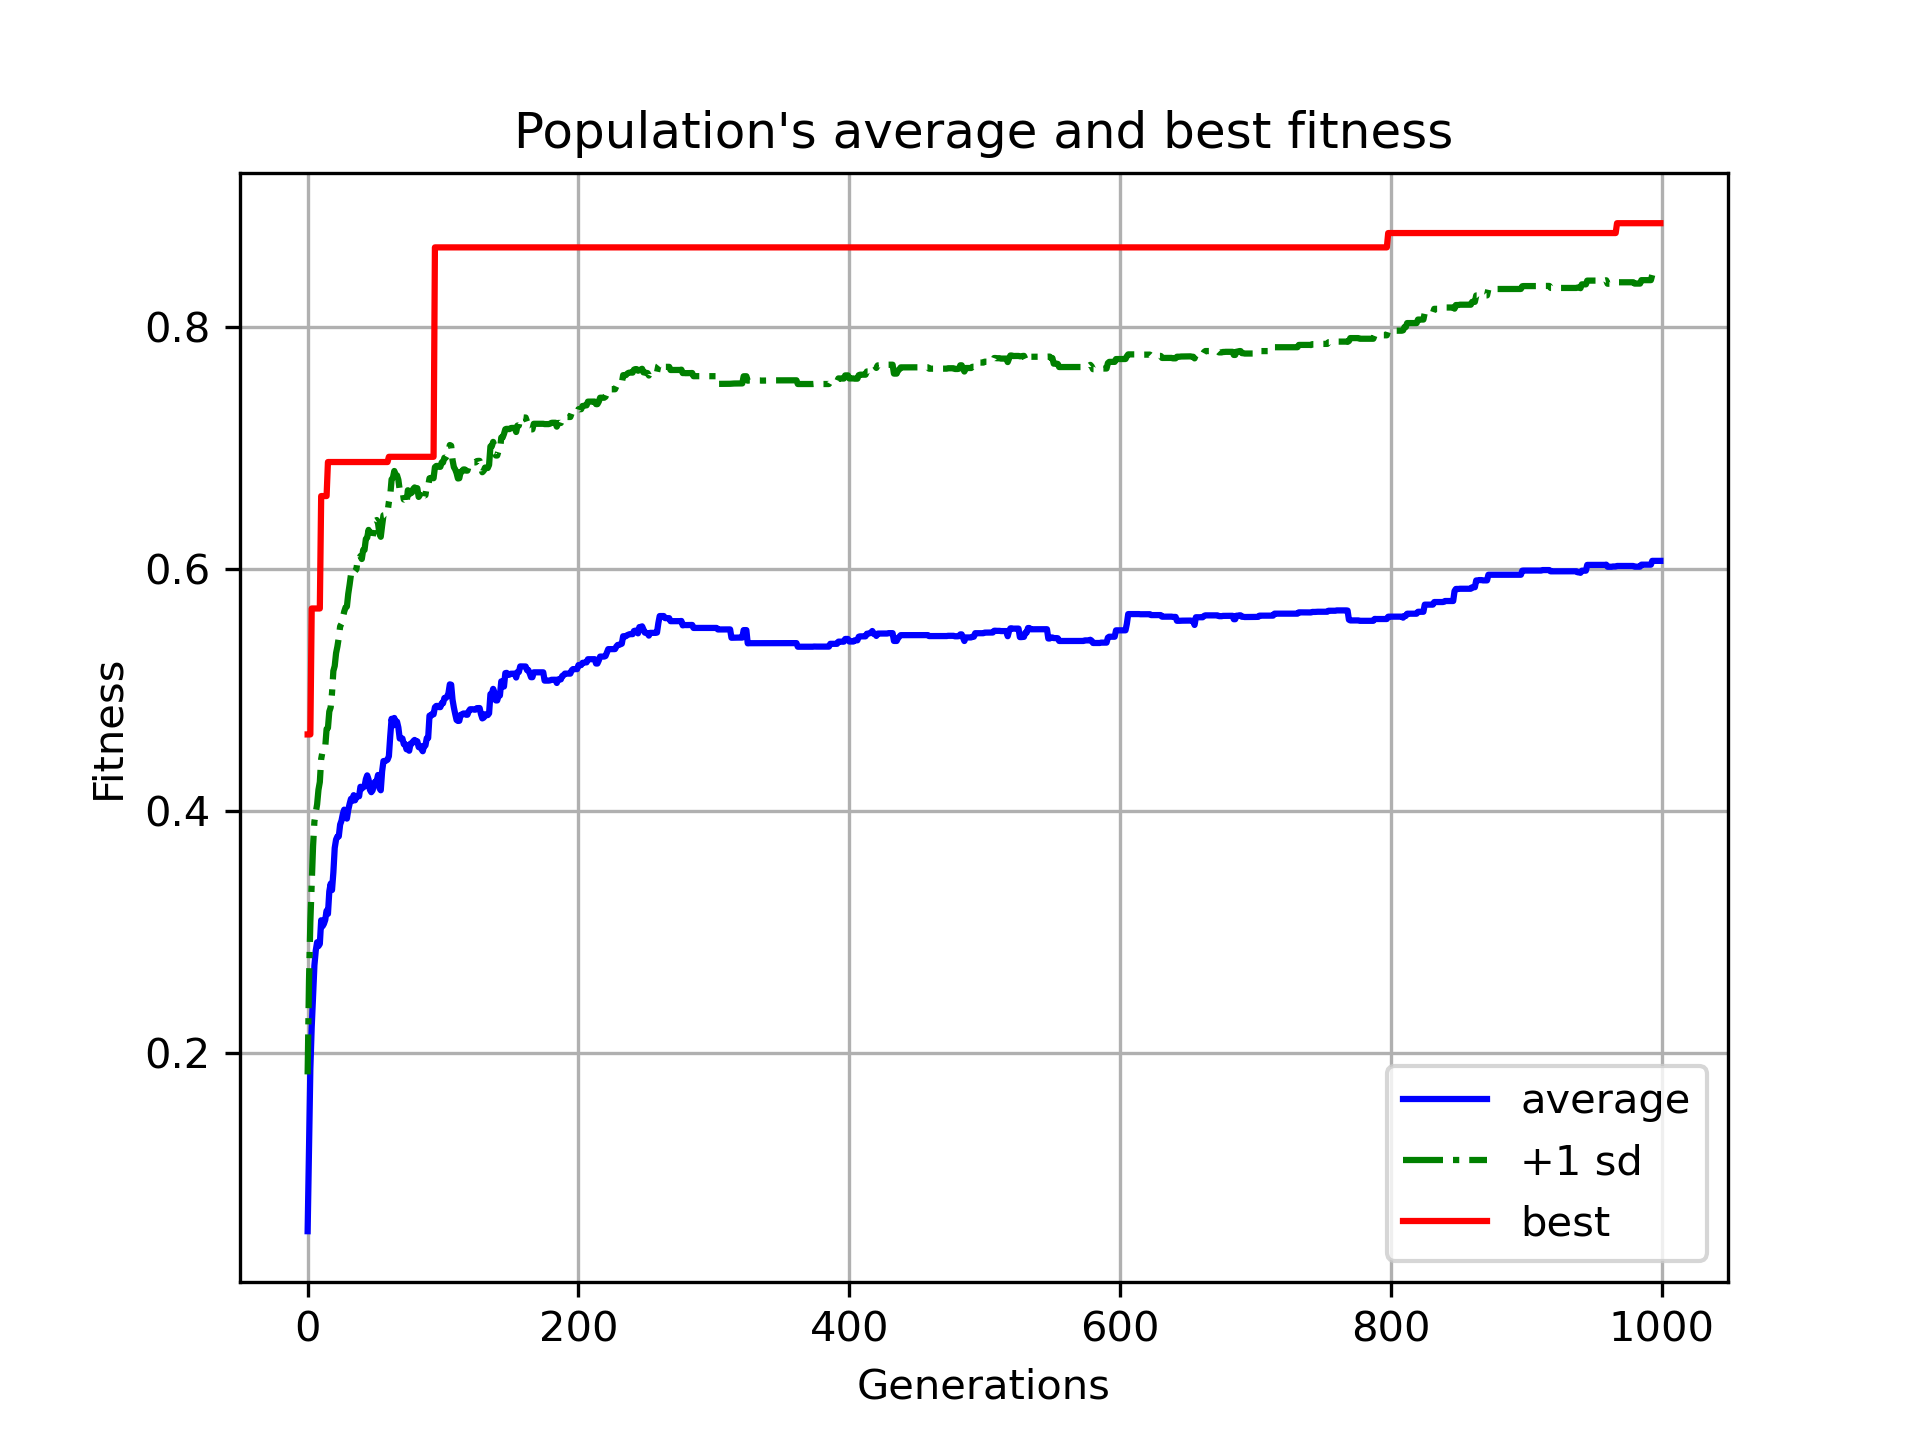 Population's average and best fitness
Fitness
0.8
0.6
0.4
0.2
0 200 400 600 800 1000
Generations
average
+1 sd
best